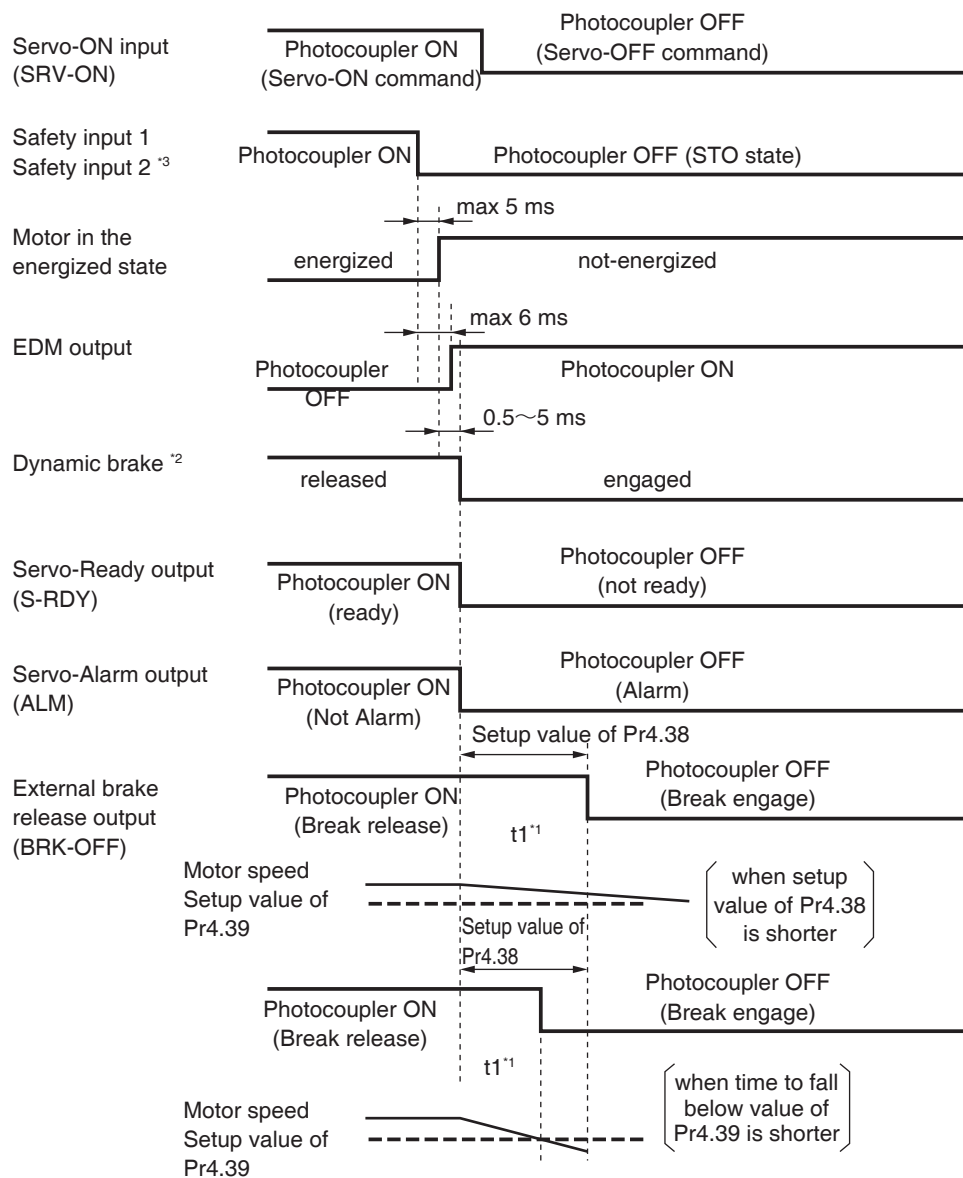 Servo-ON input
(SRV-ON)
Photocoupler ON
(Servo-ON command)
Photocoupler OFF
(Servo-OFF command)
Safety input 1
Safety input 2 *3
Photocoupler ON
Photocoupler OFF (STO state)
max 5 ms
Motor in the
energized state
energized
not-energized
max 6 ms
EDM output
Photocoupler
OFF
Photocoupler ON
0.5～5 ms
Dynamic brake *2
released
engaged
Servo-Ready output
(S-RDY)
Photocoupler ON
(ready)
Photocoupler OFF
(not ready)
Servo-Alarm output
(ALM)
Photocoupler ON
(Not Alarm)
Photocoupler OFF
(Alarm)
Setup value of Pr4.38
External brake
release output
(BRK-OFF)
Photocoupler ON
(Break release)
Photocoupler OFF
(Break engage)
t1*1
Motor speed
Setup value of
Pr4.39
when setup
value of Pr4.38
is shorter
Setup value of
Pr4.38
Photocoupler ON
(Break release)
Photocoupler OFF
(Break engage)
t1*1
Motor speed
Setup value of
Pr4.39
when time to fall
below value of
Pr4.39 is shorter